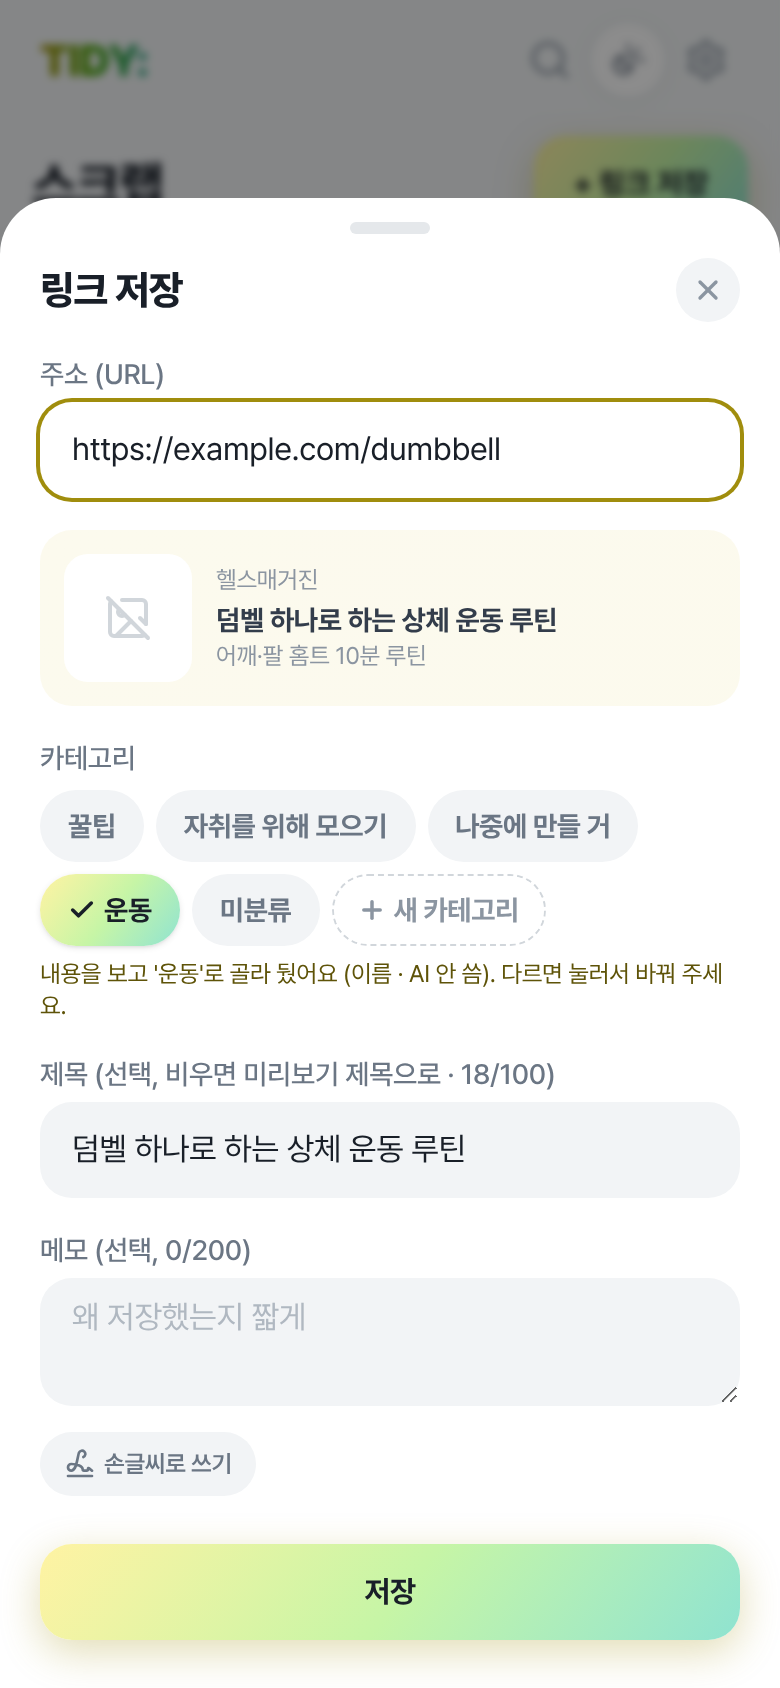 TIDY:
스크랩
+ 링크 저장
링크 저장
주소 (URL)
https://example.com/dumbbell
헬스매거진
덤벨 하나로 하는 상체 운동 루틴
어깨·팔 홈트 10분 루틴
카테고리
꿀팁
자취를 위해 모으기
나중에 만들 거
운동
미분류
+ 새 카테고리
내용을 보고 '운동'로 골라 뒀어요 (이름 · AI 안 씀). 다르면 눌러서 바꿔 주세
요.
제목 (선택, 비우면 미리보기 제목으로 · 18/100)
덤벨 하나로 하는 상체 운동 루틴
메모 (선택, 0/200)
왜 저장했는지 짧게
손글씨로 쓰기
저장